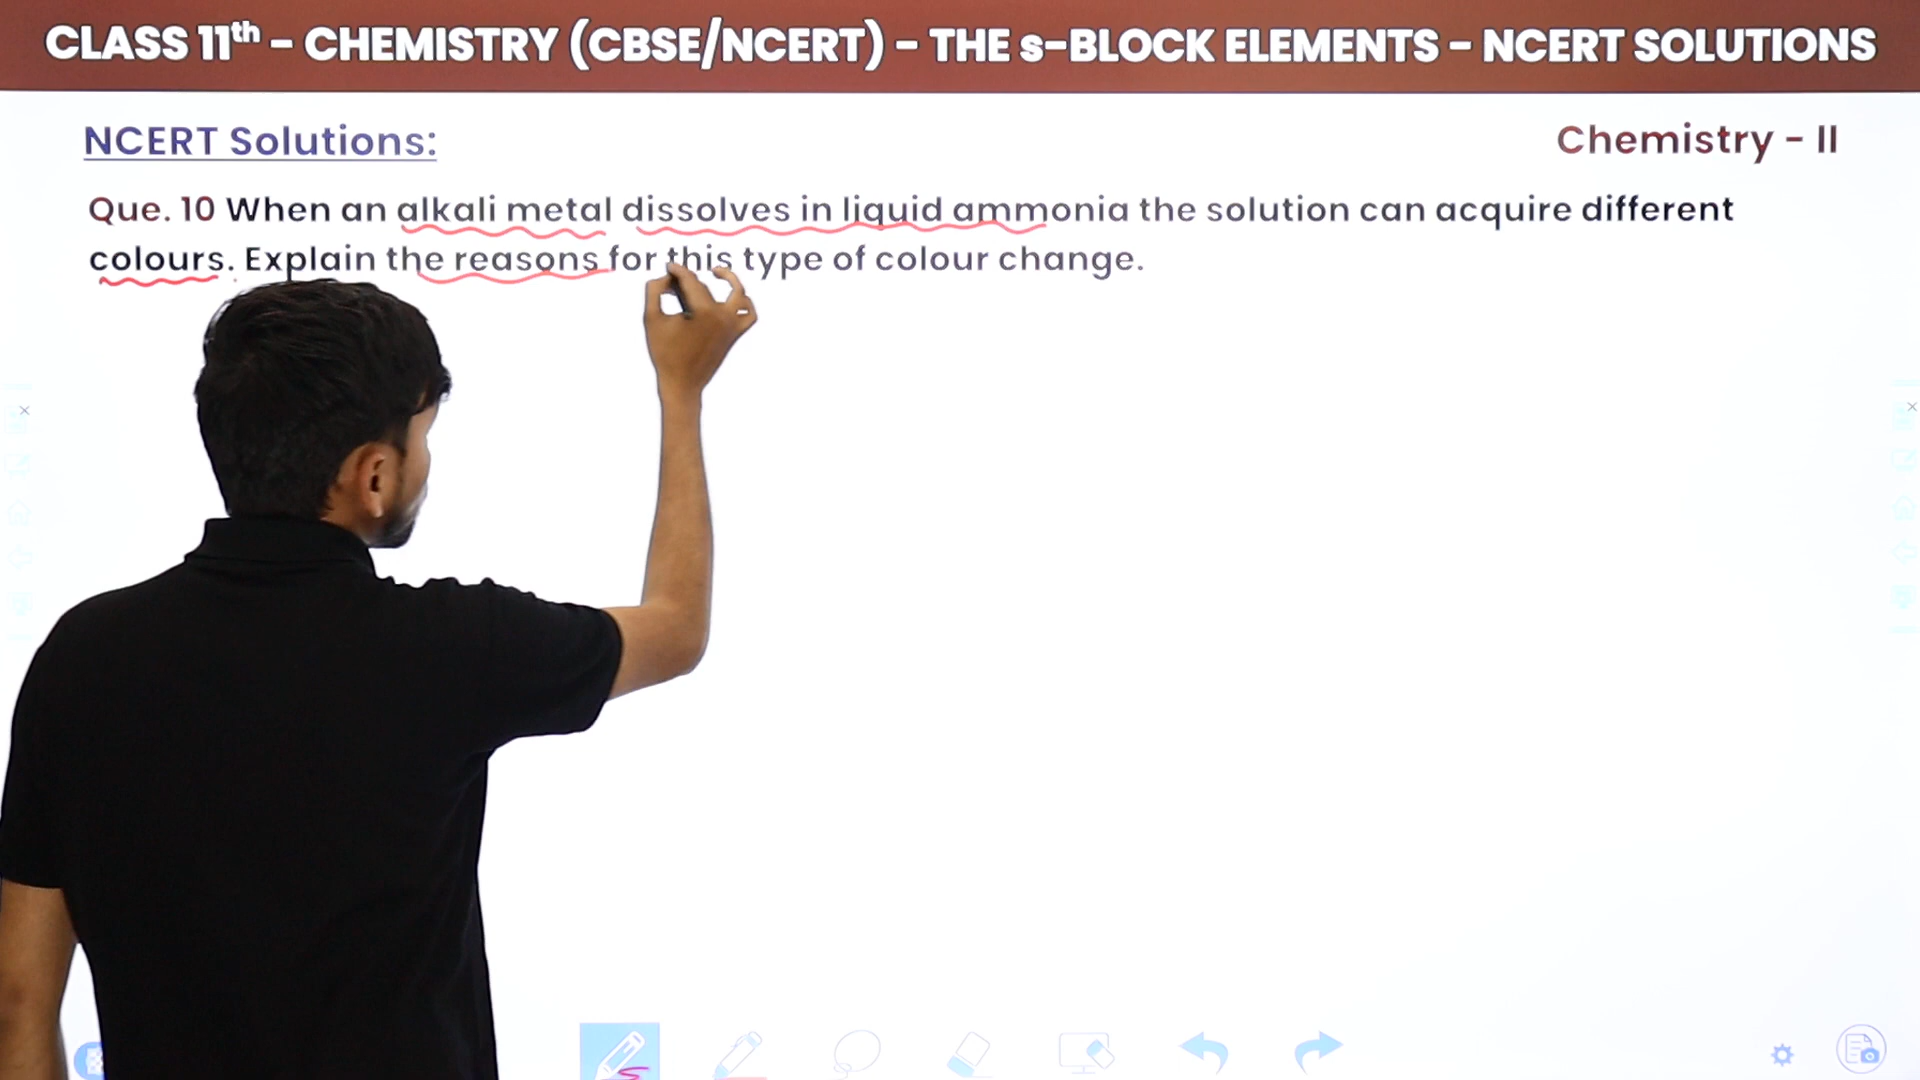 CLASS 11th - CHEMISTRY (CBSE/NCERT) - THE s-BLOCK ELEMENTS - NCERT SOLUTIONS
NCERT Solutions:
Chemistry - II
Que. 10 When an alkali metal dissolves in liquid ammonia the solution can acquire different
colours. Explain the reasons for this type of colour change.